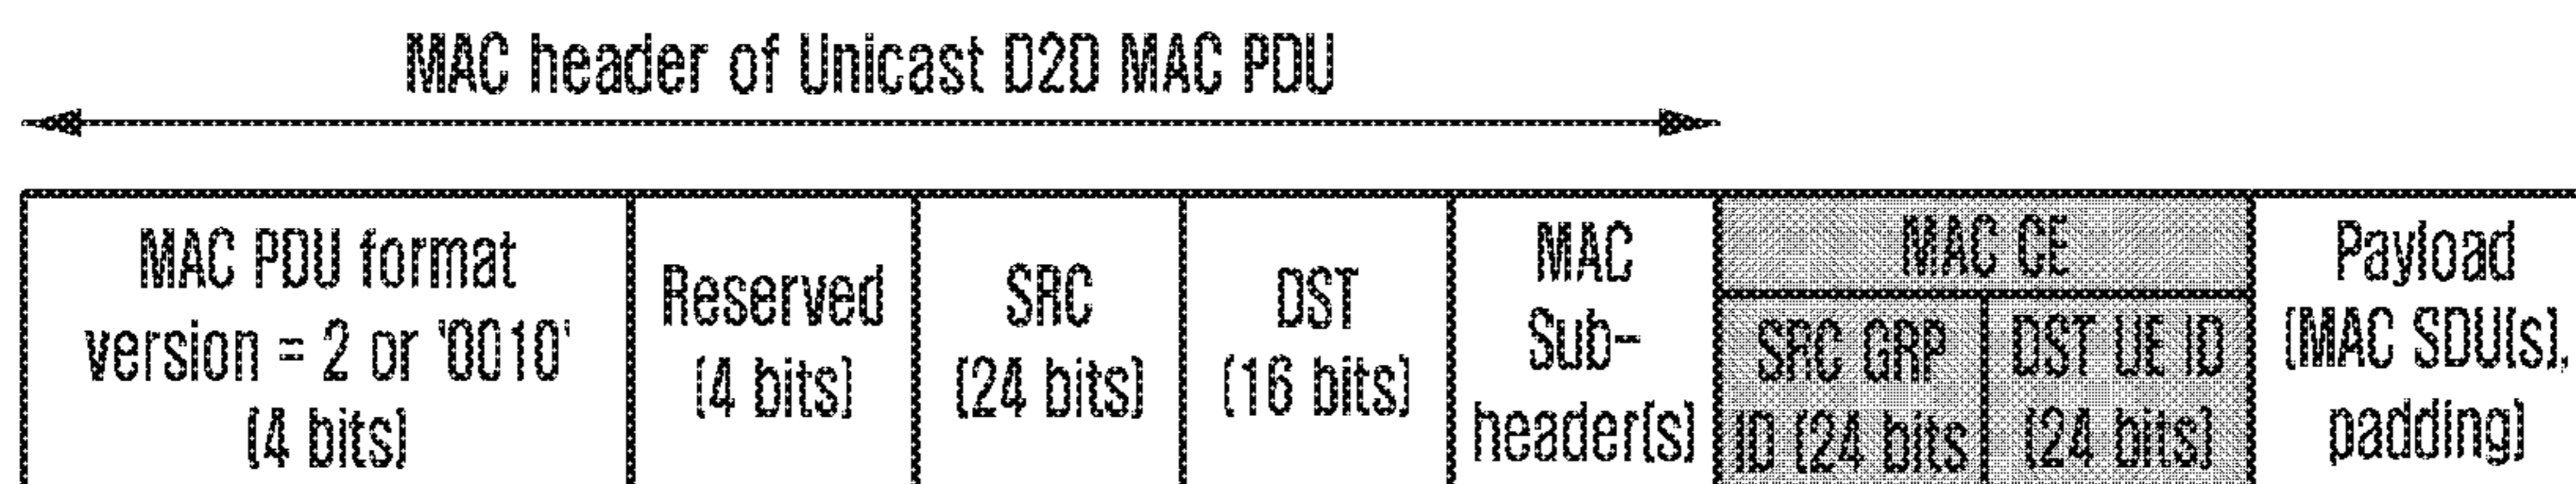 MAC header of Unicast D2D MAC PDU
MAC PDU format
version = 2 or '0010'
(4 bits)
Reserved
(4 bits)
SRC
(24 bits)
DST
(16 bits)
MAC
Sub-
header(s)
MAC CE
SRC GRP
ID (24 bits
DST UE ID
(24 bits)
Payload
(MAC SDU(s),
padding)